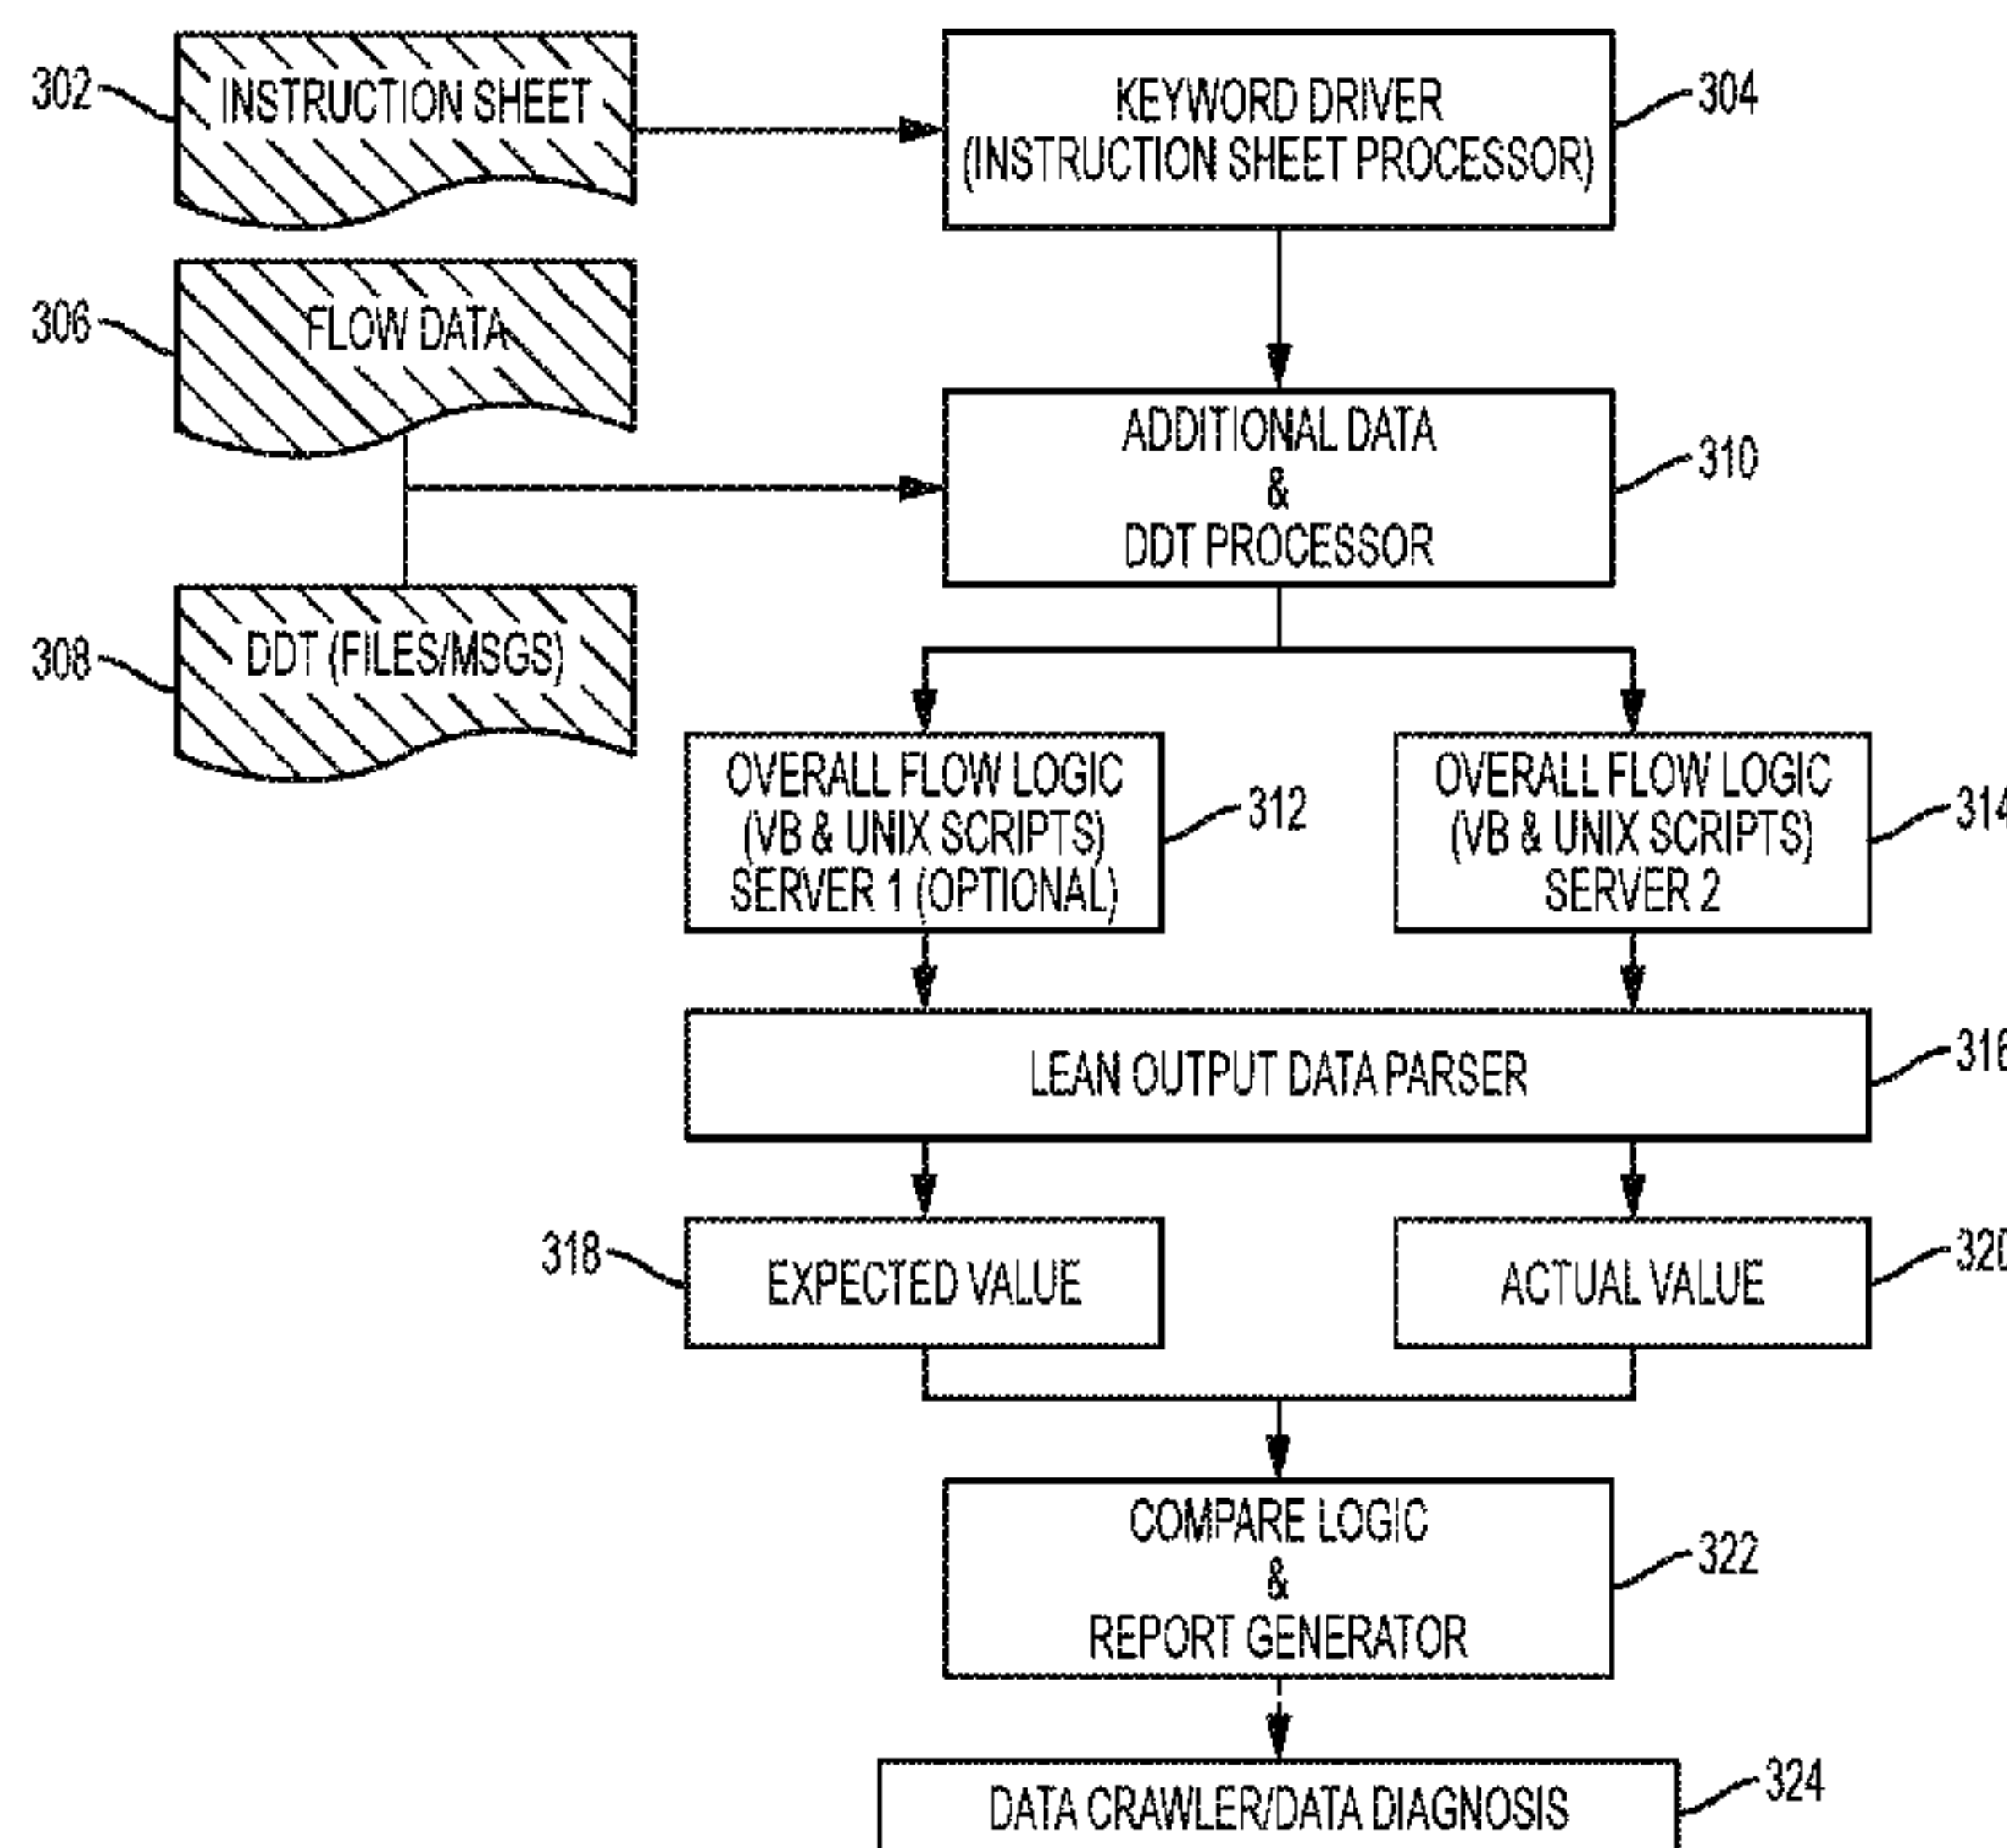 302
INSTRUCTION SHEET
KEYWORD DRIVER
(INSTRUCTION SHEET PROCESSOR)
304
306
FLOW DATA
ADDITIONAL DATA
&
DDT PROCESSOR
310
308
DDT (FILES/MSGS)
OVERALL FLOW LOGIC
(VB & UNIX SCRIPTS)
SERVER 1 (OPTIONAL)
312
OVERALL FLOW LOGIC
(VB & UNIX SCRIPTS)
SERVER 2
314
LEAN OUTPUT DATA PARSER
316
318
EXPECTED VALUE
ACTUAL VALUE
320
COMPARE LOGIC
&
REPORT GENERATOR
322
DATA CRAWLER/DATA DIAGNOSIS
324